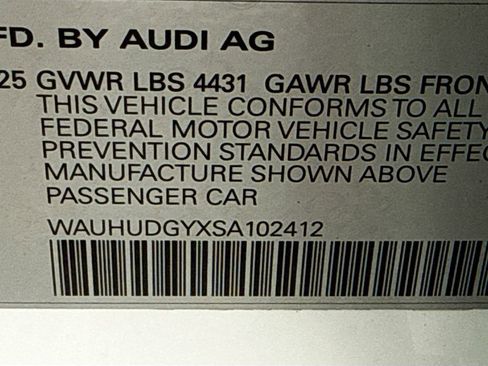 FD. BY AUDI AG
25 GVWR LBS 4431 GAWR LBS FRON
THIS VEHICLE CONFORMS TO ALL
FEDERAL MOTOR VEHICLE SAFETY
PREVENTION STANDARDS IN EFFEC
MANUFACTURE SHOWN ABOVE
PASSENGER CAR
WAUHUDGYXSA102412